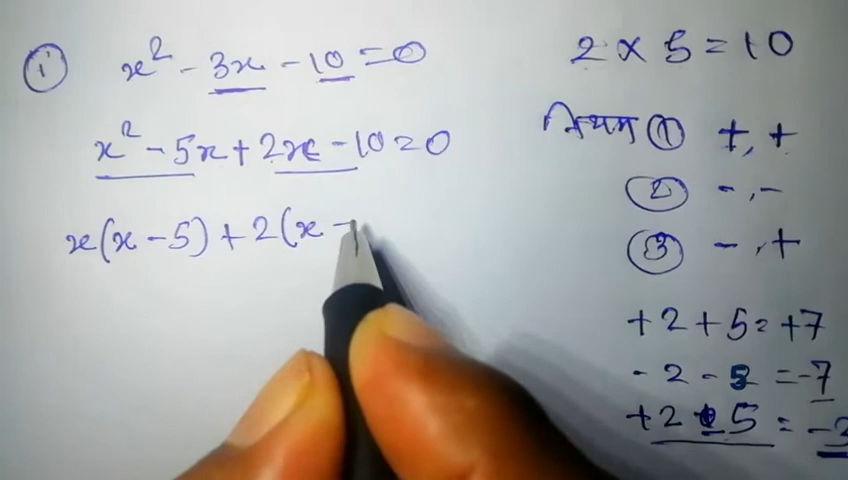 ① x² - 3x - 10 = 0
x² - 5x + 2x - 10 = 0
x(x - 5) + 2(x -
2 × 5 = 10
नियम ① +, +
② -, -
③ -, +
+2 + 5 = +7
- 2 - 5 = -7
+2 - 5 = -3